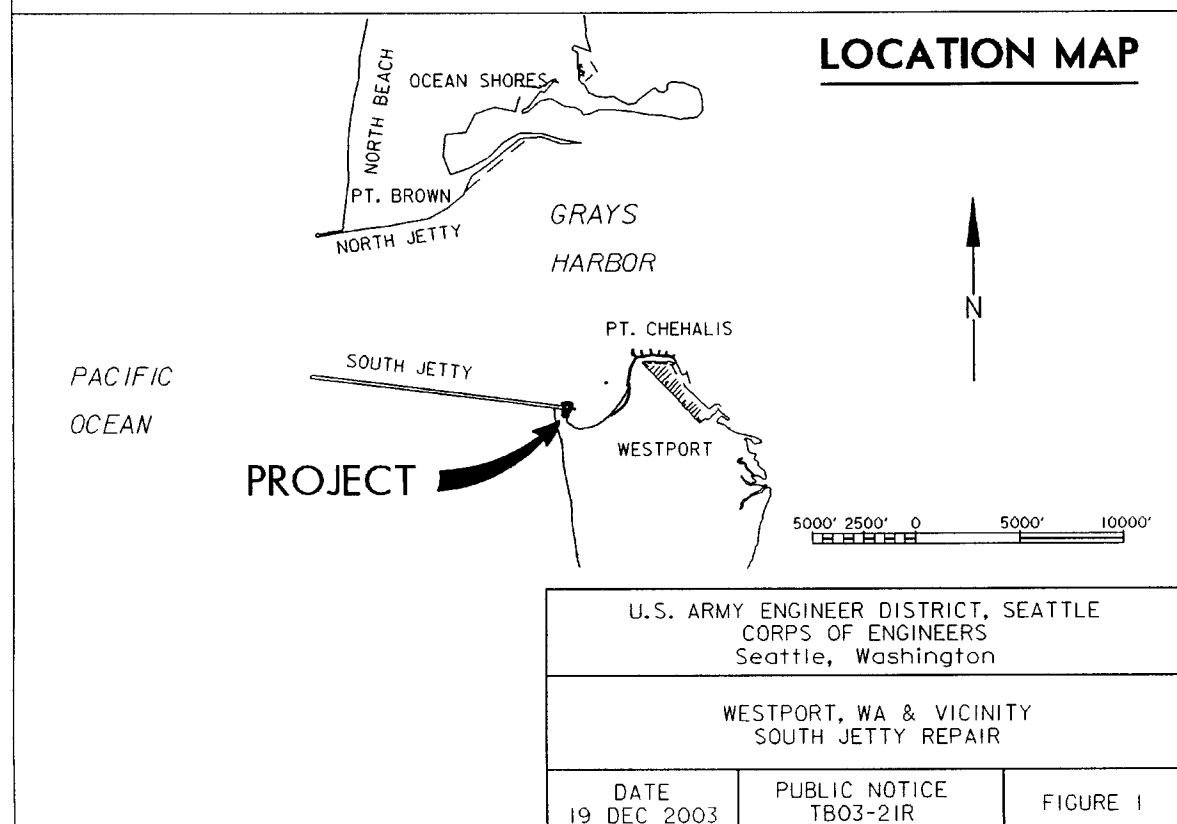 LOCATION MAP
OCEAN SHORES
NORTH BEACH
PT. BROWN
NORTH JETTY
GRAYS
HARBOR
N
PT. CHEHALIS
SOUTH JETTY
PACIFIC
OCEAN
WESTPORT
PROJECT
5000' 2500' 0 5000' 10000'
U.S. ARMY ENGINEER DISTRICT, SEATTLE
CORPS OF ENGINEERS
Seattle, Washington
WESTPORT, WA & VICINITY
SOUTH JETTY REPAIR
DATE
19 DEC 2003
PUBLIC NOTICE
TB03-21R
FIGURE 1